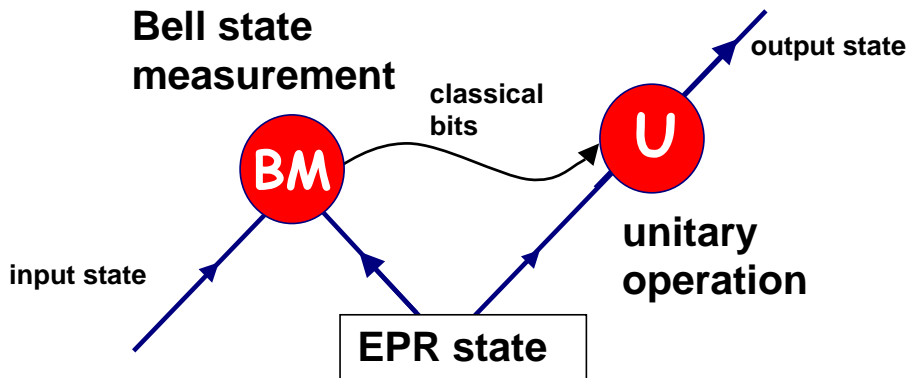 Bell state
measurement
output state
classical
bits
BM
U
input state
unitary
operation
EPR state